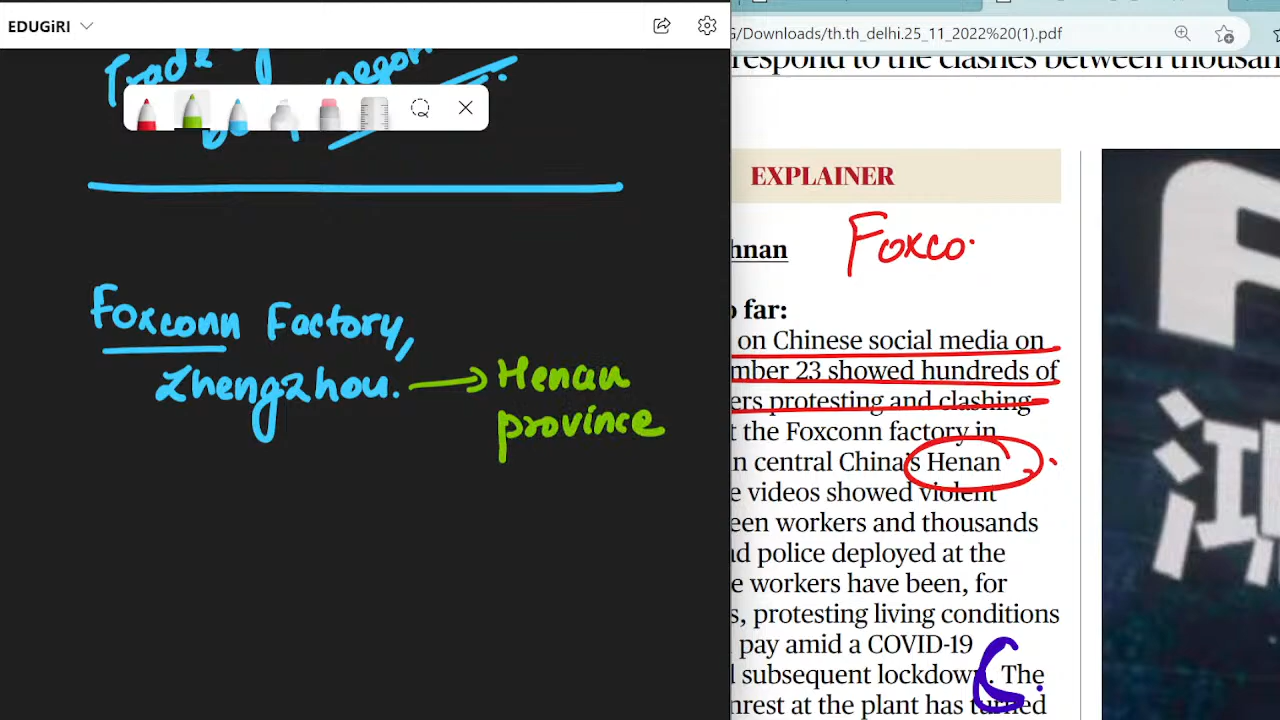 EDUGiRI
Trade
Foxconn Factory,
Zhengzhou.
Henan
province
/Downloads/th.th_delhi.25_11_2022%20(1).pdf
respond to the clashes between thousan
EXPLAINER
Foxco
hnan
far:
on Chinese social media on
mber 23 showed hundreds of
ers protesting and clashing
t the Foxconn factory in
n central China's Henan
e videos showed violent
een workers and thousands
ad police deployed at the
e workers have been, for
s, protesting living conditions
pay amid a COVID-19
subsequent lockdown. The
nrest at the plant has turned
鸿